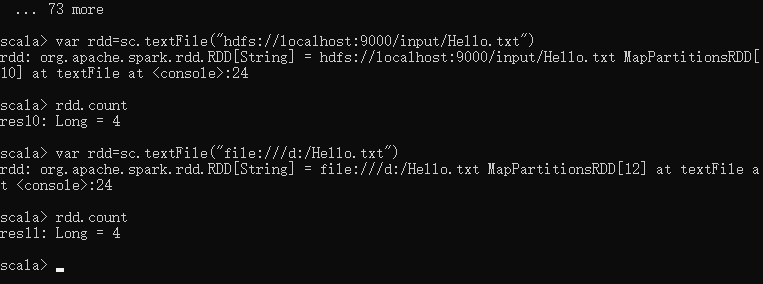 ... 73 more
scala> var rdd=sc.textFile("hdfs://localhost:9000/input/Hello.txt")
rdd: org.apache.spark.rdd.RDD[String] = hdfs://localhost:9000/input/Hello.txt MapPartitionsRDD[
10] at textFile at <console>:24
scala> rdd.count
res10: Long = 4
scala> var rdd=sc.textFile("file:///d:/Hello.txt")
rdd: org.apache.spark.rdd.RDD[String] = file:///d:/Hello.txt MapPartitionsRDD[12] at textFile a
t <console>:24
scala> rdd.count
res11: Long = 4
scala>